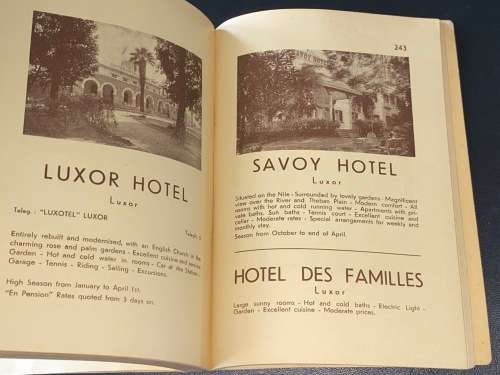 LUXOR HOTEL
Luxor
Teleg : "LUXOTEL" LUXOR
Entirely rebuilt and modernised, with an English Church in the
charming rose and palm gardens - Excellent cuisine and service
Garden - Hot and cold water in rooms - Car at the Station -
Garage - Tennis - Riding - Sailing - Excursions.
High Season from January to April 1st.
"En Pension" Rates quoted from 3 days on.
243
SAVOY HOTEL
Luxor
Situated on the Nile - Surrounded by lovely gardens Magnificent
view over the River and Theban Plain - Modern comfort - All
rooms with hot and cold running water - Apartments with pri-
vate baths. Sun baths - Tennis court - Excellent cuisine and
cellar - Moderate rates - Special arrangements for weekly and
monthly stay.
Season from October to end of April.
HOTEL DES FAMILLES
Luxor
Large sunny rooms - Hot and cold baths - Electric Light -
Garden - Excellent cuisine - Moderate prices.